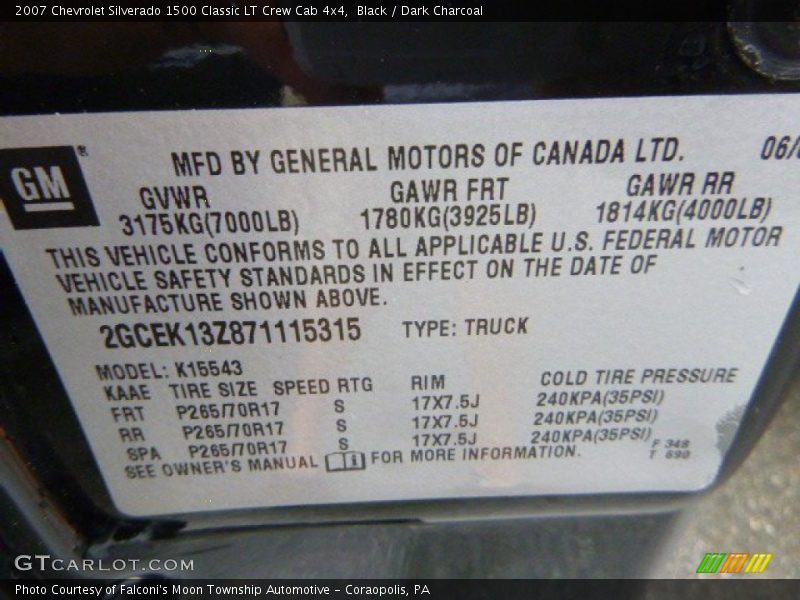 2007 Chevrolet Silverado 1500 Classic LT Crew Cab 4x4, Black / Dark Charcoal
GM®
MFD BY GENERAL MOTORS OF CANADA LTD. 06/
GVWR GAWR FRT GAWR RR
3175KG(7000LB) 1780KG(3925LB) 1814KG(4000LB)
THIS VEHICLE CONFORMS TO ALL APPLICABLE U.S. FEDERAL MOTOR
VEHICLE SAFETY STANDARDS IN EFFECT ON THE DATE OF
MANUFACTURE SHOWN ABOVE.
2GCEK13Z871115315 TYPE: TRUCK
MODEL: K15543
KAAE TIRE SIZE SPEED RTG RIM COLD TIRE PRESSURE
FRT P265/70R17 S 17X7.5J 240KPA(35PSI)
RR P265/70R17 S 17X7.5J 240KPA(35PSI)
SPA P265/70R17 S 17X7.5J 240KPA(35PSI)
SEE OWNER'S MANUAL FOR MORE INFORMATION.
F 348
T 690
GTCARLOT.COM
Photo Courtesy of Falconi's Moon Township Automotive – Coraopolis, PA